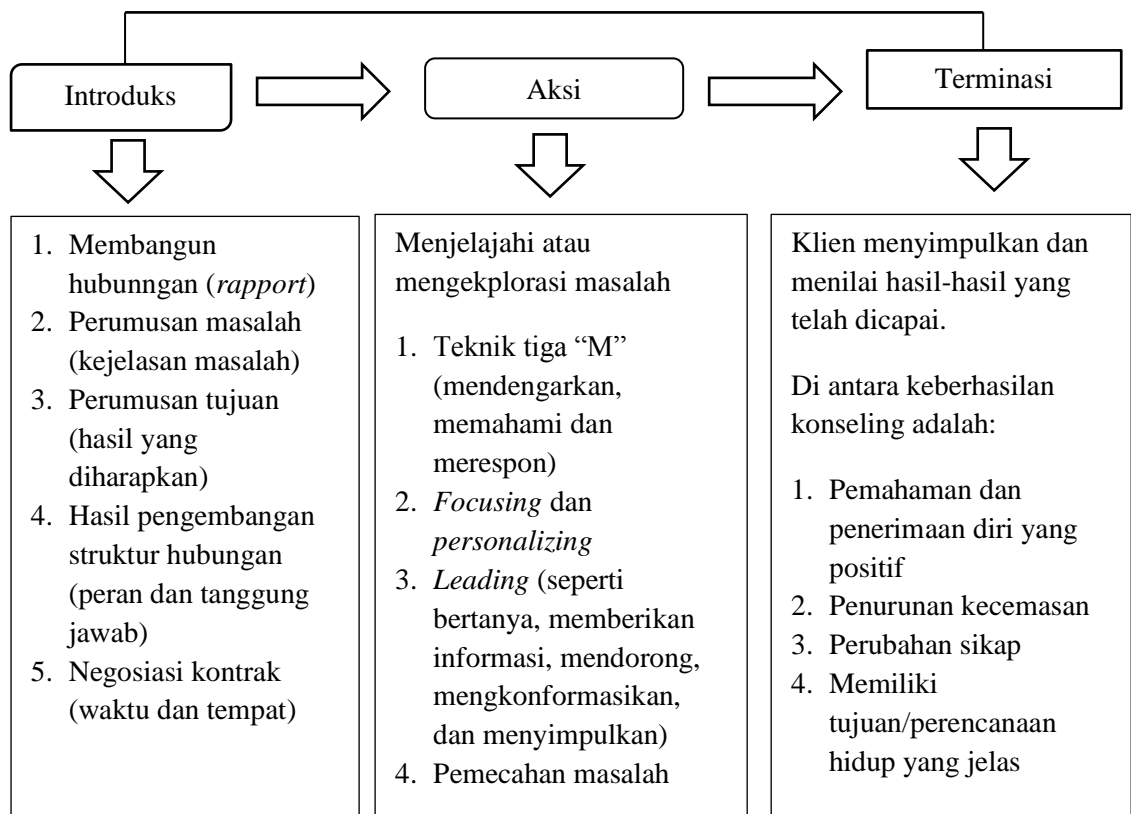 Introduks
Aksi
Terminasi
1. Membangun
hubunngan (rapport)
2. Perumusan masalah
(kejelasan masalah)
3. Perumusan tujuan
(hasil yang
diharapkan)
4. Hasil pengembangan
struktur hubungan
(peran dan tanggung
jawab)
5. Negosiasi kontrak
(waktu dan tempat)
Menjelajahi atau
mengekplorasi masalah
1. Teknik tiga “M”
(mendengarkan,
memahami dan
merespon)
2. Focusing dan
personalizing
3. Leading (seperti
bertanya, memberikan
informasi, mendorong,
mengkonformasikan,
dan menyimpulkan)
4. Pemecahan masalah
Klien menyimpulkan dan
menilai hasil-hasil yang
telah dicapai.
Di antara keberhasilan
konseling adalah:
1. Pemahaman dan
penerimaan diri yang
positif
2. Penurunan kecemasan
3. Perubahan sikap
4. Memiliki
tujuan/perencanaan
hidup yang jelas